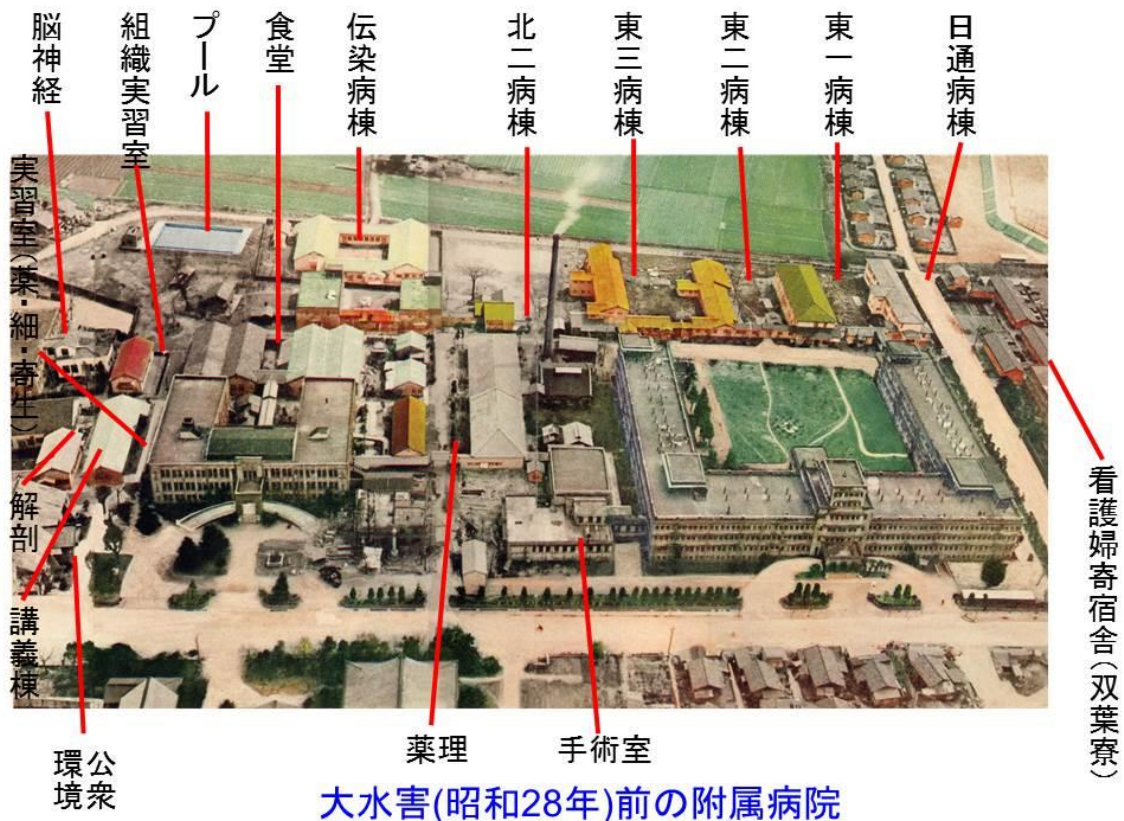 脳神経
組織実習室
プール
食堂
伝染病棟
北二病棟
東三病棟
東二病棟
東一病棟
日通病棟
実習室(薬・細・寄生)
解剖
講義棟
公衆
環境
薬理
手術室
看護婦寄宿舎(双葉寮)
大水害(昭和28年)前の附属病院